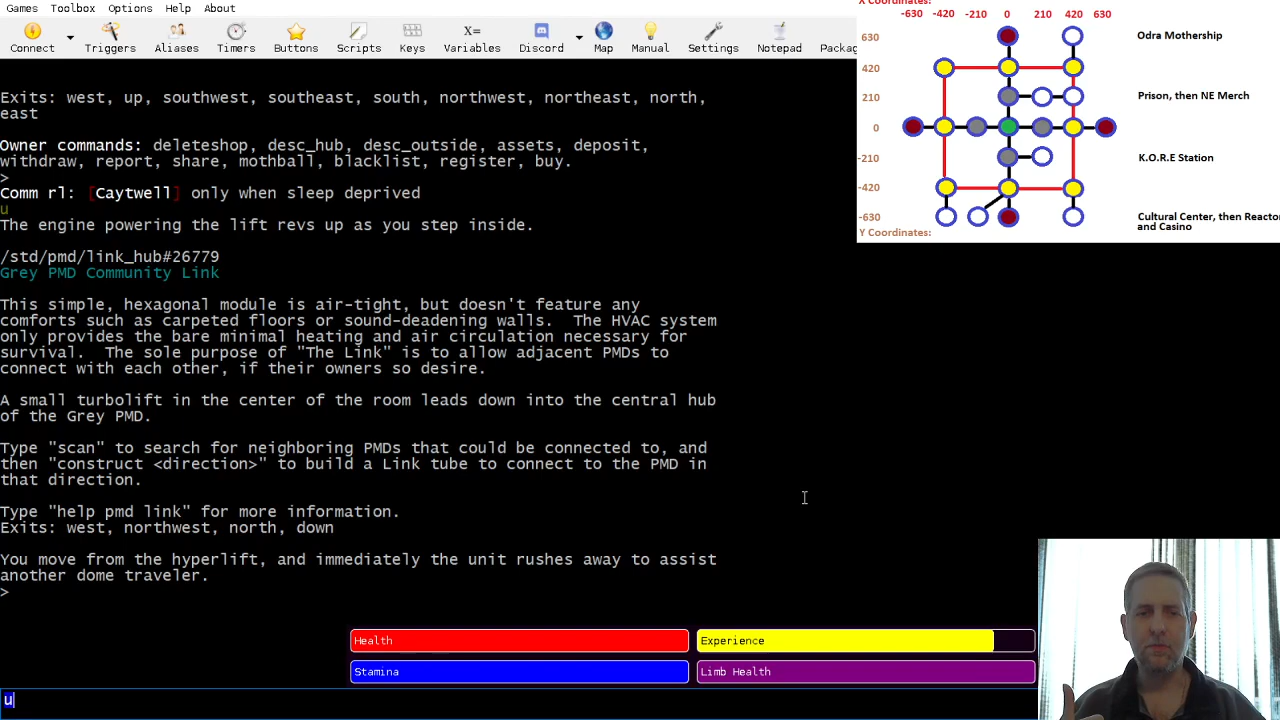 Games Toolbox Options Help About
Connect Triggers Aliases Timers Buttons Scripts Keys Variables Discord Map Manual Settings Notepad Packag
Exits: west, up, southwest, southeast, south, northwest, northeast, north,
east
Owner commands: deleteshop, desc_hub, desc_outside, assets, deposit,
withdraw, report, share, mothball, blacklist, register, buy.
>
Comm rl: [Caytwell] only when sleep deprived
u
The engine powering the lift revs up as you step inside.
/std/pmd/link_hub#26779
Grey PMD Community Link
This simple, hexagonal module is air-tight, but doesn't feature any
comforts such as carpeted floors or sound-deadening walls. The HVAC system
only provides the bare minimal heating and air circulation necessary for
survival. The sole purpose of "The Link" is to allow adjacent PMDs to
connect with each other, if their owners so desire.
A small turbolift in the center of the room leads down into the central hub
of the Grey PMD.
Type "scan" to search for neighboring PMDs that could be connected to, and
then "construct <direction>" to build a Link tube to connect to the PMD in
that direction.
Type "help pmd link" for more information.
Exits: west, northwest, north, down
You move from the hyperlift, and immediately the unit rushes away to assist
another dome traveler.
>
Health
Experience
Stamina
Limb Health
u
X Coordinates:
-630 -420 -210 0 210 420 630
630 Odra Mothership
420
210 Prison, then NE Merch
0
-210 K.O.R.E Station
-420
-630 Cultural Center, then Reactor
and Casino
Y Coordinates: